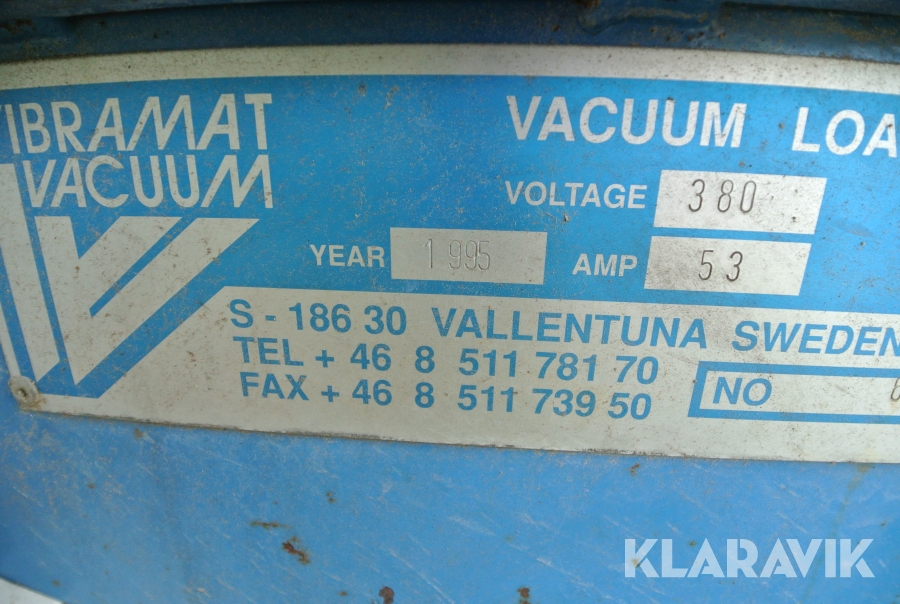 VIBRAMAT
VACUUM
VACUUM LOA
VOLTAGE 380
YEAR 1995 AMP 53
S - 186 30 VALLENTUNA SWEDEN
TEL + 46 8 511 781 70
FAX + 46 8 511 739 50
NO
KLARAVIK